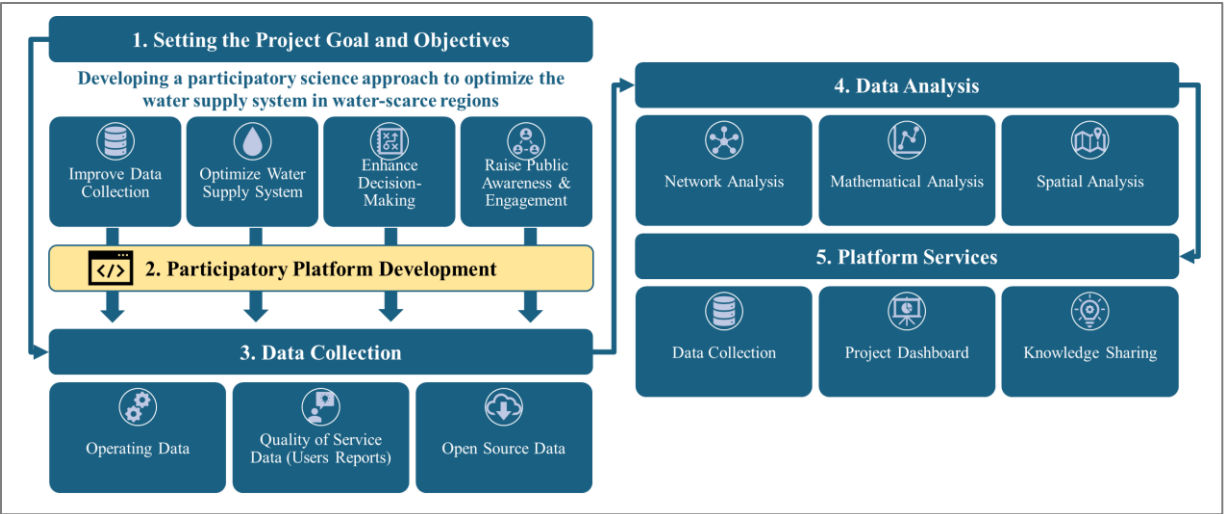 1. Setting the Project Goal and Objectives
Developing a participatory science approach to optimize the
water supply system in water-scarce regions
Improve Data
Collection
Optimize Water
Supply System
Enhance
Decision-
Making
Raise Public
Awareness &
Engagement
</>
2. Participatory Platform Development
3. Data Collection
Operating Data
Quality of Service
Data (Users Reports)
Open Source Data
4. Data Analysis
Network Analysis
Mathematical Analysis
Spatial Analysis
5. Platform Services
Data Collection
Project Dashboard
Knowledge Sharing